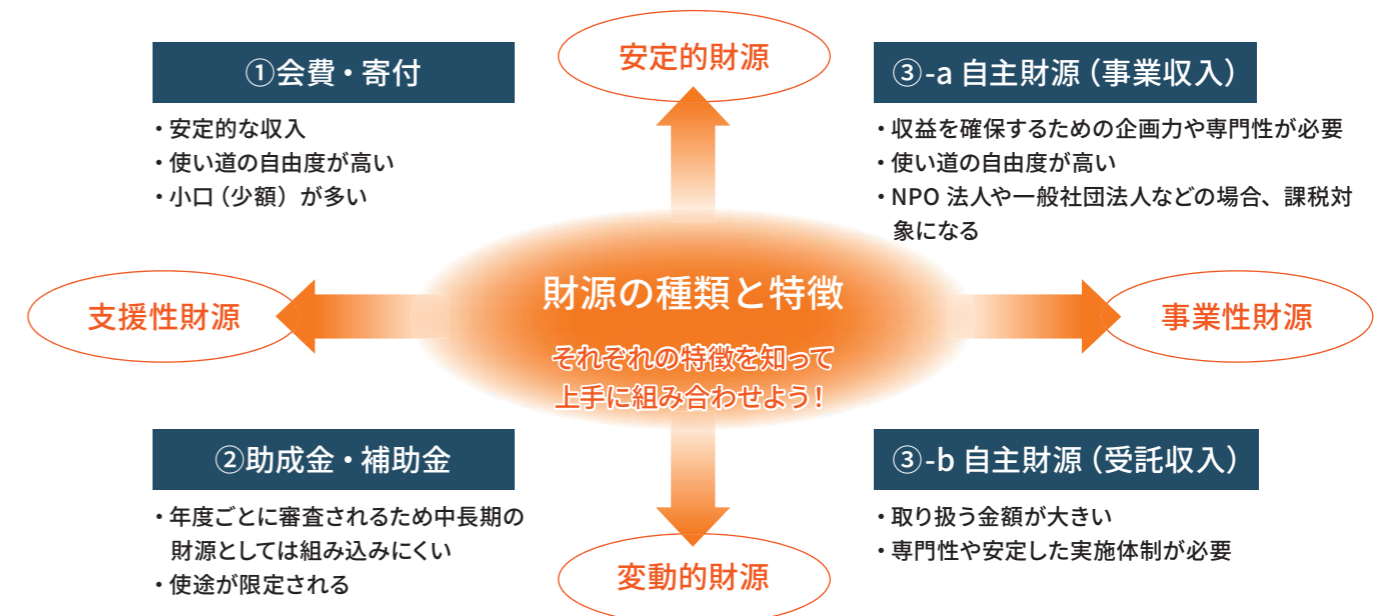 安定的財源
①会費・寄付
・安定的な収入
・使い道の自由度が高い
・小口（少額）が多い
③-a 自主財源（事業収入）
・収益を確保するための企画力や専門性が必要
・使い道の自由度が高い
・NPO 法人や一般社団法人などの場合、課税対
象になる
支援性財源
財源の種類と特徴
それぞれの特徴を知って
上手に組み合わせよう！
事業性財源
②助成金・補助金
・年度ごとに審査されるため中長期の
財源としては組み込みにくい
・使途が限定される
③-b 自主財源（受託収入）
・取り扱う金額が大きい
・専門性や安定した実施体制が必要
変動的財源